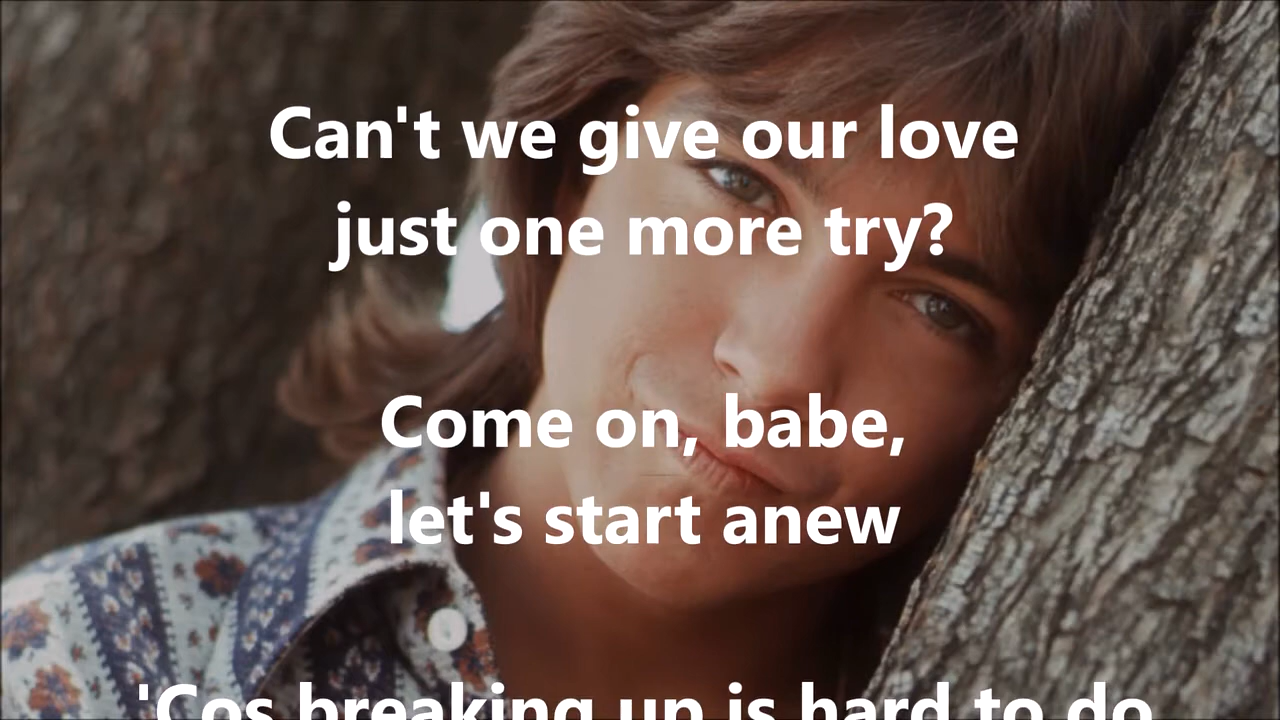 Can't we give our love
just one more try?
Come on, babe,
let's start anew
'Cos breaking up is hard to do